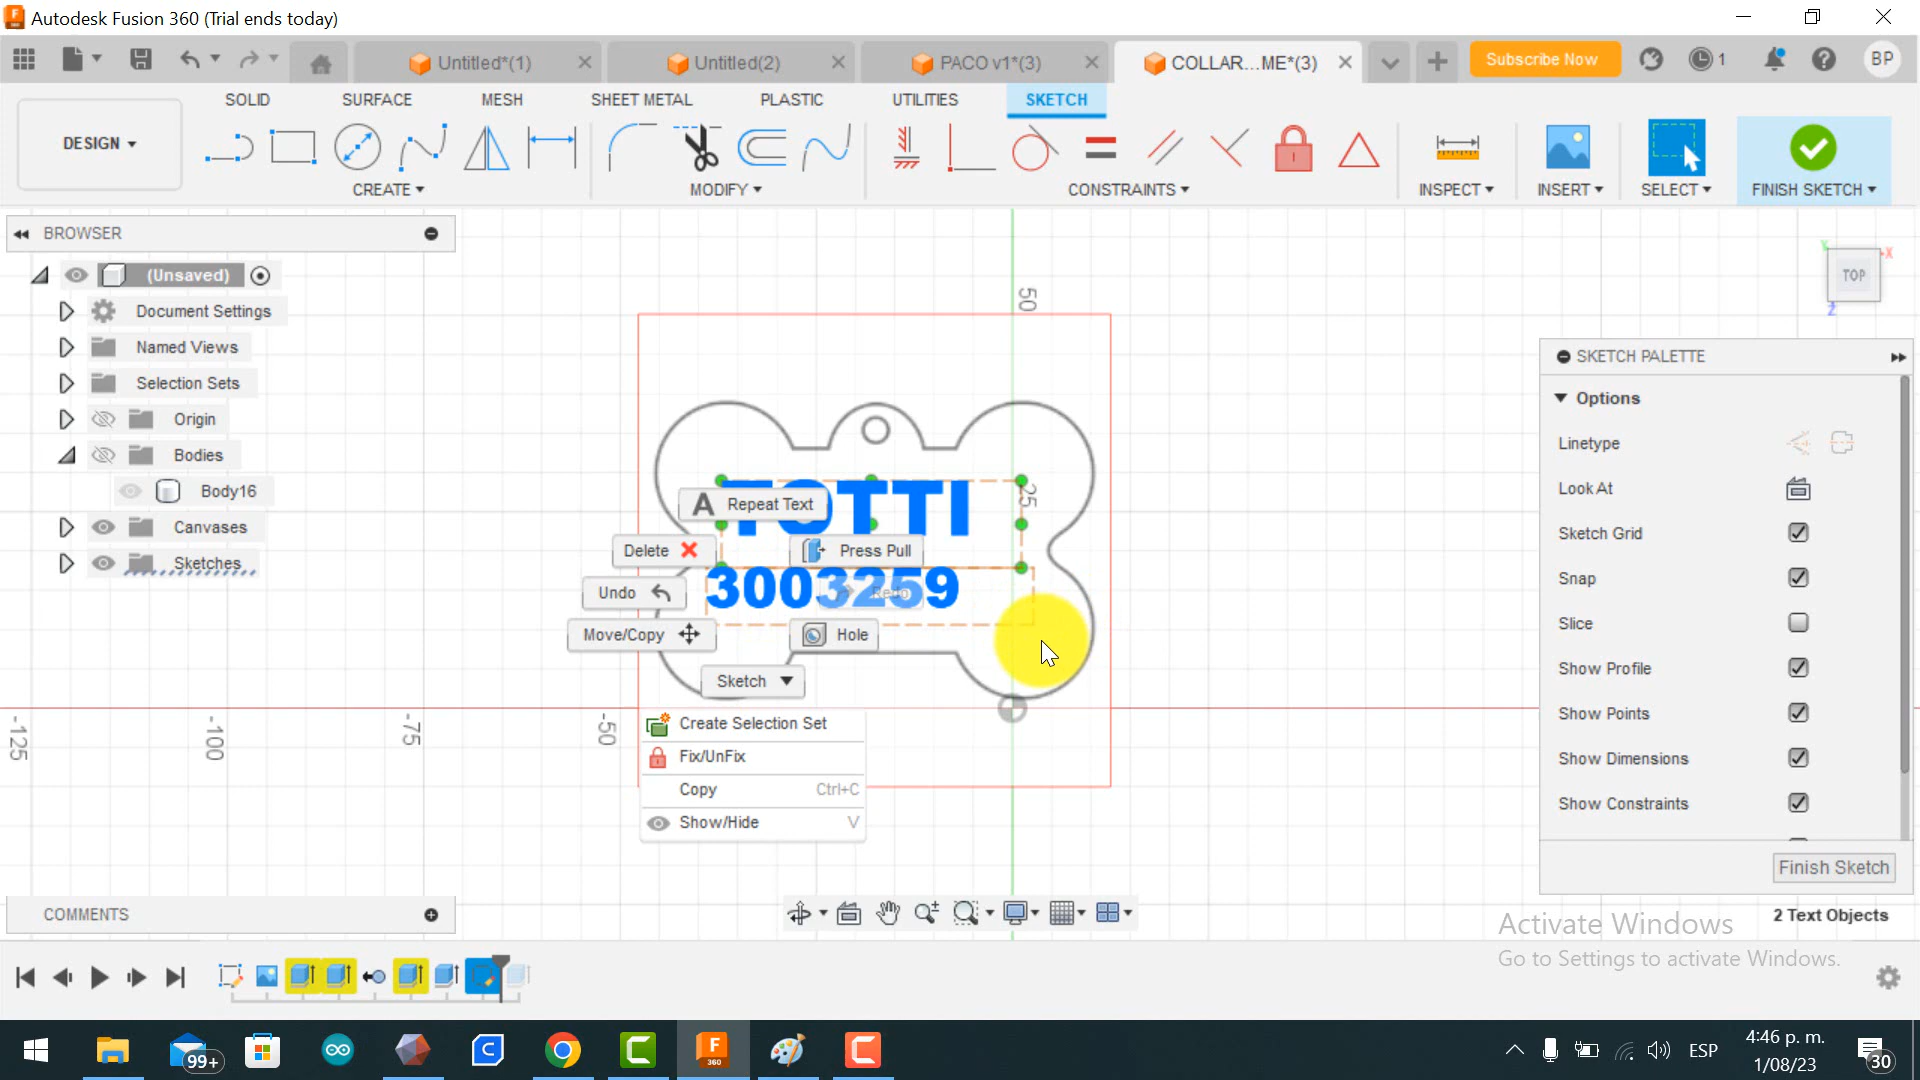 Autodesk Fusion 360 (Trial ends today)
Untitled*(1)
Untitled(2)
PACO v1*(3)
COLLAR...ME*(3)
Subscribe Now
1
BP
DESIGN
SOLID
SURFACE
MESH
SHEET METAL
PLASTIC
UTILITIES
SKETCH
CREATE
MODIFY
CONSTRAINTS
INSPECT
INSERT
SELECT
FINISH SKETCH
BROWSER
(Unsaved)
Document Settings
Named Views
Selection Sets
Origin
Bodies
Body16
Canvases
Sketches
50
25
TOTTI
3003259
A Repeat Text
Delete
Press Pull
Undo
Redo
Move/Copy
Hole
Sketch
Create Selection Set
Fix/UnFix
Copy Ctrl+C
Show/Hide V
-125
-100
-75
-50
TOP
X
Y
Z
SKETCH PALETTE
Options
Linetype
Look At
Sketch Grid
Snap
Slice
Show Profile
Show Points
Show Dimensions
Show Constraints
Finish Sketch
COMMENTS
2 Text Objects
Activate Windows
Go to Settings to activate Windows.
99+
F
360
ESP
4:46 p. m.
1/08/23
30